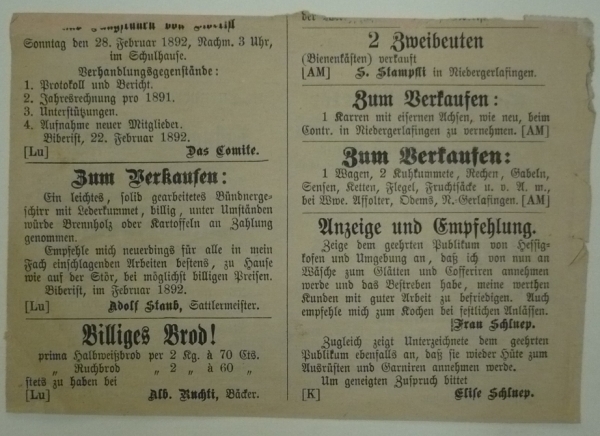 und Jungfrauen von Biberist
Sonntag den 28. Februar 1892, Nachm. 3 Uhr,
im Schulhause.
Verhandlungsgegenstände:
1. Protokoll und Bericht.
2. Jahresrechnung pro 1891.
3. Unterstützungen.
4. Aufnahme neuer Mitglieder.
Biberist, 22. Februar 1892.
[Lu] Das Comite.
Zum Verkaufen:
Ein leichtes, solid gearbeitetes Bündnerge-
schirr mit Lederkummet, billig, unter Umständen
würde Brennholz oder Kartoffeln an Zahlung
genommen.
Empfehle mich neuerdings für alle in mein
Fach einschlagenden Arbeiten bestens, zu Hause
wie auf der Stör, bei möglichst billigen Preisen.
Biberist, im Februar 1892.
[Lu] Adolf Staub, Sattlermeister.
Billiges Brod!
prima Halbweißbrod per 2 Kg. à 70 Cts.
„ Ruchbrod „ 2 „ à 60 „
stets zu haben bei
[Lu] Alb. Ruchti, Bäcker.
2 Zweibeuten
(Bienenkästen) verkauft
[AM] S. Stampfli in Niedergerlafingen.
Zum Verkaufen:
1 Karren mit eisernen Achsen, wie neu, beim
Contr. in Niedergerlafingen zu vernehmen. [AM]
Zum Verkaufen:
1 Wagen, 2 Kuhkummete, Rechen, Gabeln,
Sensen, Ketten, Flegel, Fruchtsäcke u. v. A. m.,
bei Wwe. Affolter, Odems, N.-Gerlafingen. [AM]
Anzeige und Empfehlung.
Zeige dem geehrten Publikum von Hessig-
kofen und Umgebung an, daß ich von nun an
Wäsche zum Glätten und Cofferiren annehmen
werde und das Bestreben habe, meine werthen
Kunden mit guter Arbeit zu befriedigen. Auch
empfehle mich zum Kochen bei festlichen Anlässen.
Frau Schluep.
Zugleich zeigt Unterzeichnete dem geehrten
Publikum ebenfalls an, daß sie wieder Hüte zum
Ausrüsten und Garniren annehmen werde.
Um geneigten Zuspruch bittet
[K] Elise Schluep.